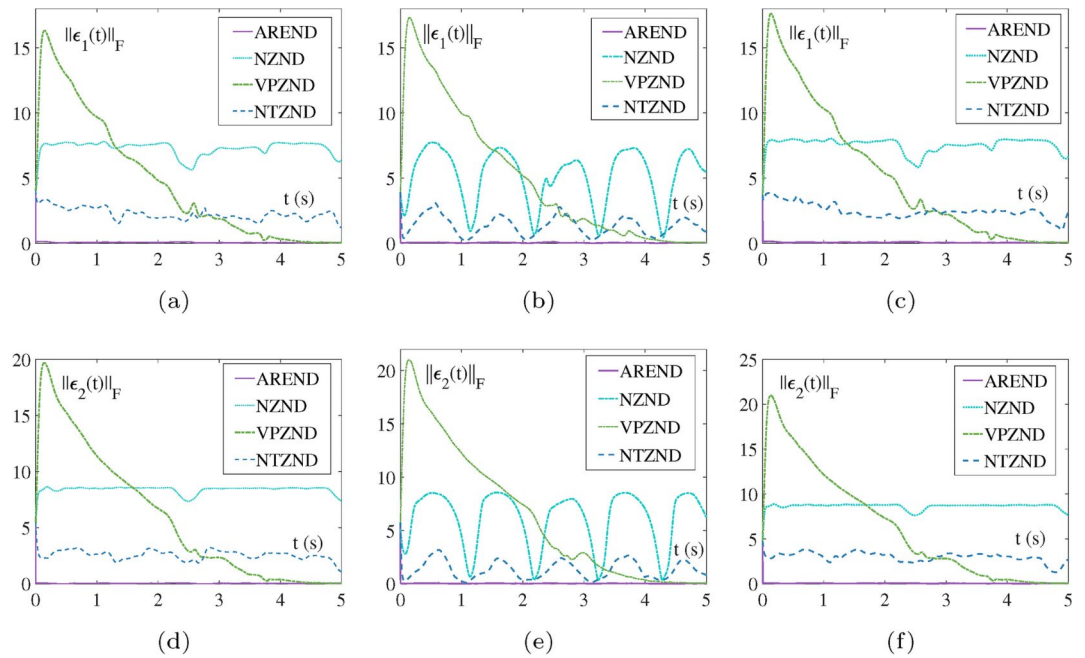 ||ϵ₁(t)||F
AREND
NZND
VPZND
NTZND
t (s)
15
10
5
0
0 1 2 3 4 5
(a)
||ϵ₁(t)||F
AREND
NZND
VPZND
NTZND
t (s)
15
10
5
0
0 1 2 3 4 5
(b)
||ϵ₁(t)||F
AREND
NZND
VPZND
NTZND
t (s)
15
10
5
0
0 1 2 3 4 5
(c)
||ϵ₂(t)||F
AREND
NZND
VPZND
NTZND
t (s)
20
15
10
5
0
0 1 2 3 4 5
(d)
||ϵ₂(t)||F
AREND
NZND
VPZND
NTZND
t (s)
20
15
10
5
0
0 1 2 3 4 5
(e)
||ϵ₂(t)||F
AREND
NZND
VPZND
NTZND
t (s)
25
20
15
10
5
0
0 1 2 3 4 5
(f)